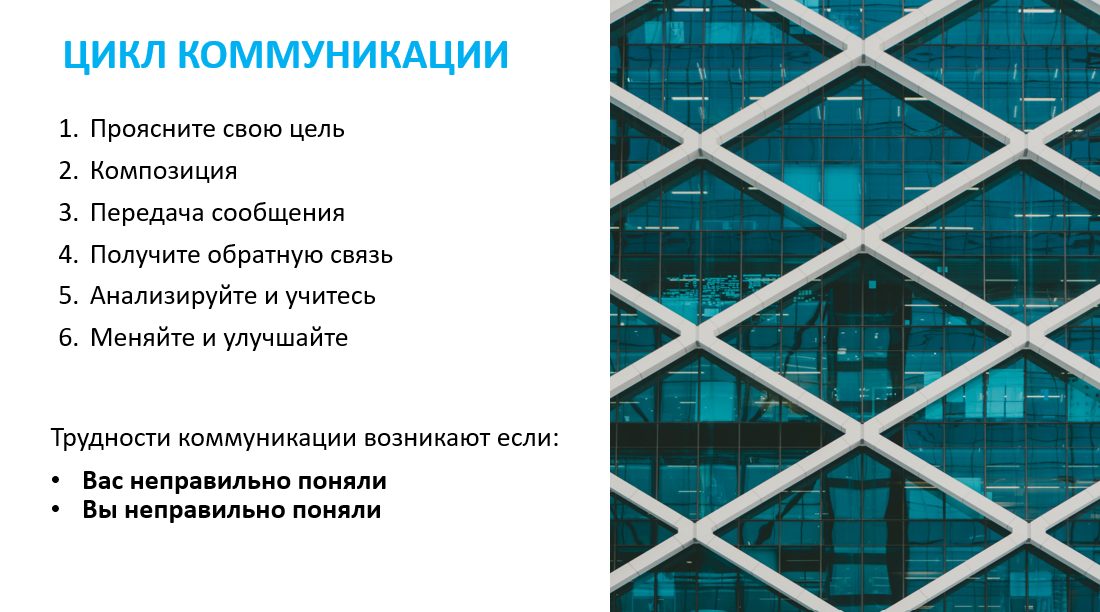 ЦИКЛ КОММУНИКАЦИИ
1. Проясните свою цель
2. Композиция
3. Передача сообщения
4. Получите обратную связь
5. Анализируйте и учитесь
6. Меняйте и улучшайте
Трудности коммуникации возникают если:
• Вас неправильно поняли
• Вы неправильно поняли